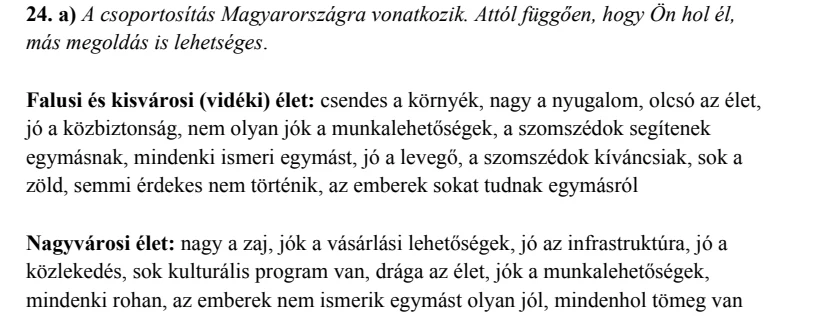 24. a) A csoportosítás Magyarországra vonatkozik. Attól függően, hogy Ön hol él,
más megoldás is lehetséges.
Falusi és kisvárosi (vidéki) élet: csendes a környék, nagy a nyugalom, olcsó az élet,
jó a közbiztonság, nem olyan jók a munkalehetőségek, a szomszédok segítenek
egymásnak, mindenki ismeri egymást, jó a levegő, a szomszédok kíváncsiak, sok a
zöld, semmi érdekes nem történik, az emberek sokat tudnak egymásról
Nagyvárosi élet: nagy a zaj, jók a vásárlási lehetőségek, jó az infrastruktúra, jó a
közlekedés, sok kulturális program van, drága az élet, jók a munkalehetőségek,
mindenki rohan, az emberek nem ismerik egymást olyan jól, mindenhol tömeg van